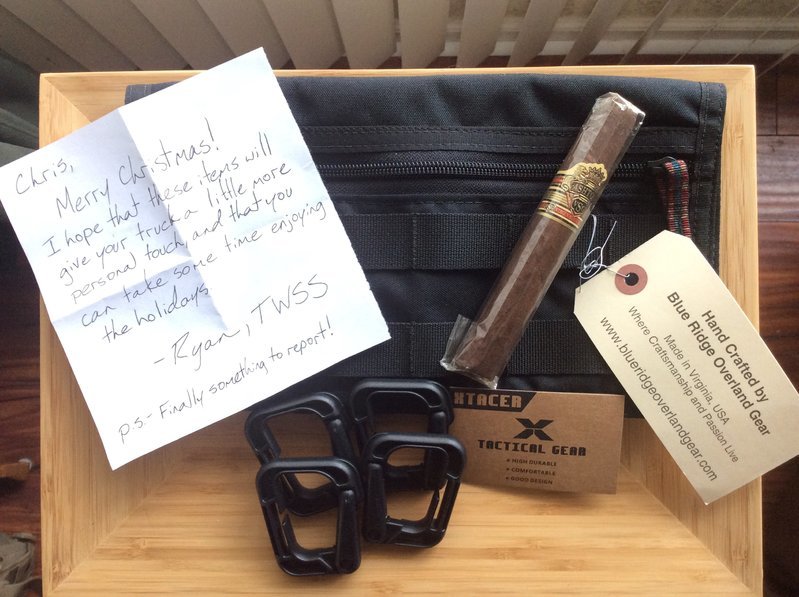 Chris,
Merry Christmas!
I hope that these items will
give your truck a little more
personal touch, and that you
can take some time enjoying
the holidays.
-Ryan, TWSS
p.s.- Finally something to report!
Hand Crafted by
Blue Ridge Overland Gear
Made in Virginia, USA
Where Craftsmanship and Passion Live
www.blueridgeoverlandgear.com
XTACER
X
TACTICAL GEAR
HIGH DURABLE
COMFORTABLE
GOOD DESIGN